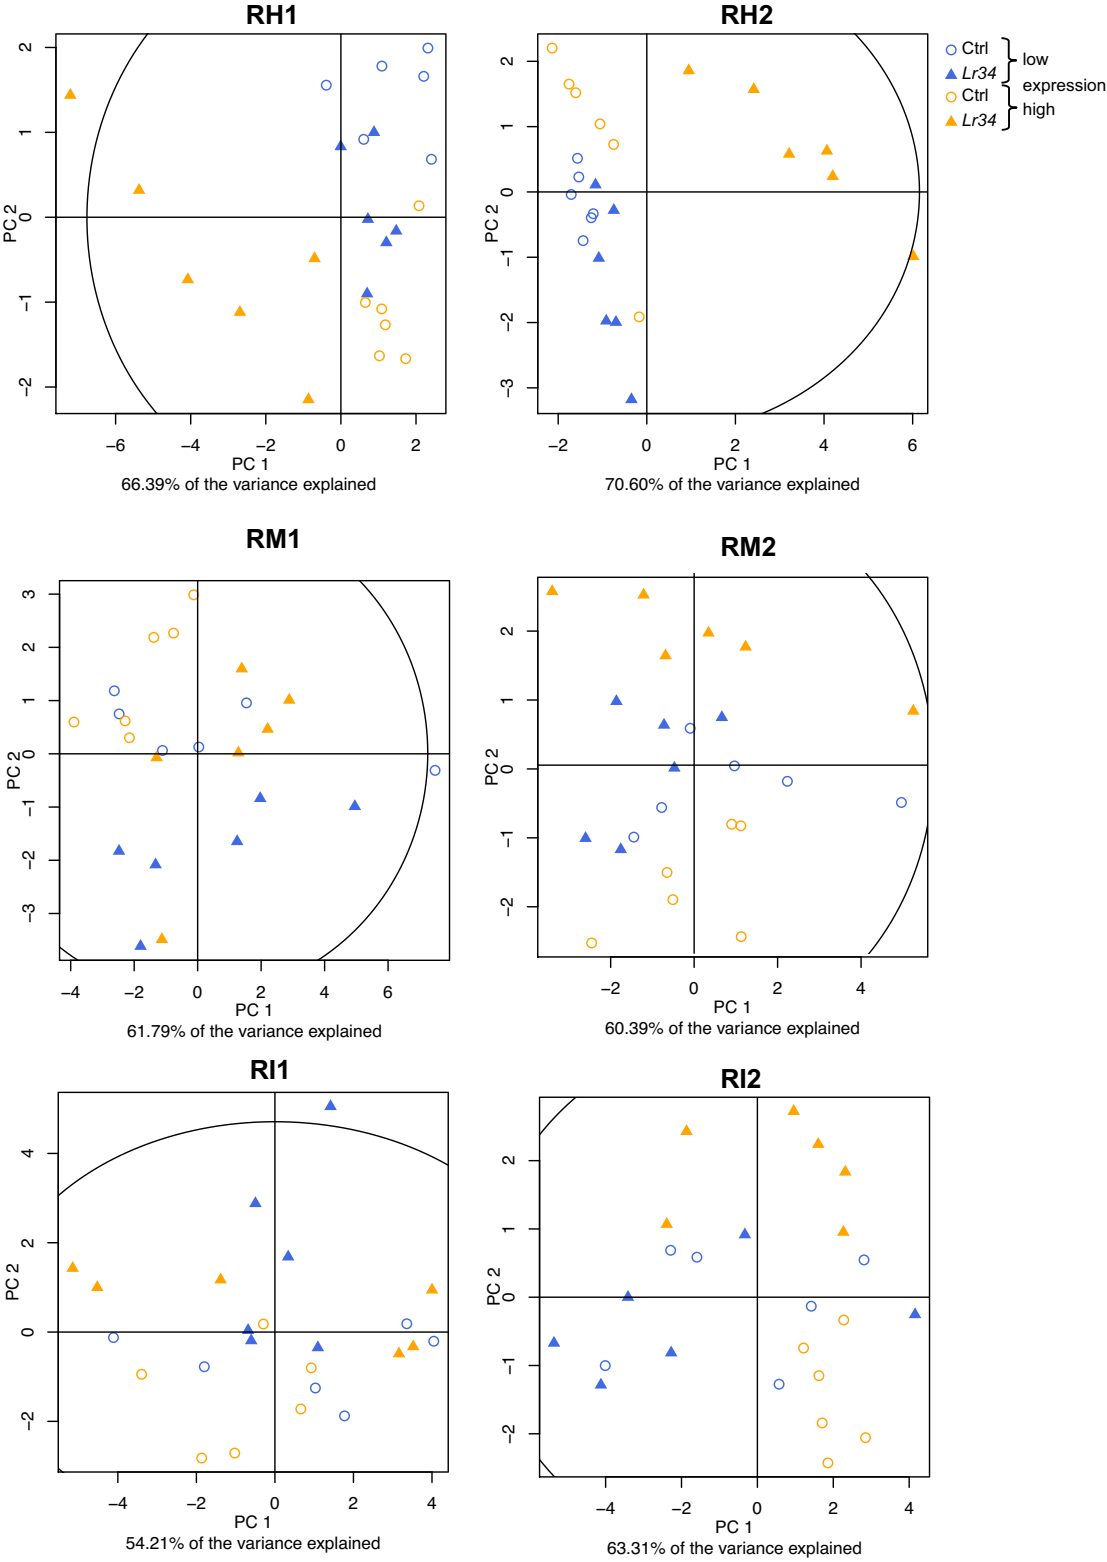 RH1
2
1
0
−1
−2
PC 2
−6 −4 −2 0 2
PC 1
66.39% of the variance explained
RH2
2
1
0
−1
−2
−3
PC 2
−2 0 2 4 6
PC 1
70.60% of the variance explained
Ctrl
Lr34
low
expression
Ctrl
Lr34
high
RM1
3
2
1
0
−1
−2
−3
PC 2
−4 −2 0 2 4 6
PC 1
61.79% of the variance explained
RM2
2
1
0
−1
−2
PC 2
−2 0 2 4
PC 1
60.39% of the variance explained
RI1
4
2
0
−2
PC 2
−4 −2 0 2 4
PC 1
54.21% of the variance explained
RI2
2
1
0
−1
−2
PC 2
−4 −2 0 2 4
PC 1
63.31% of the variance explained